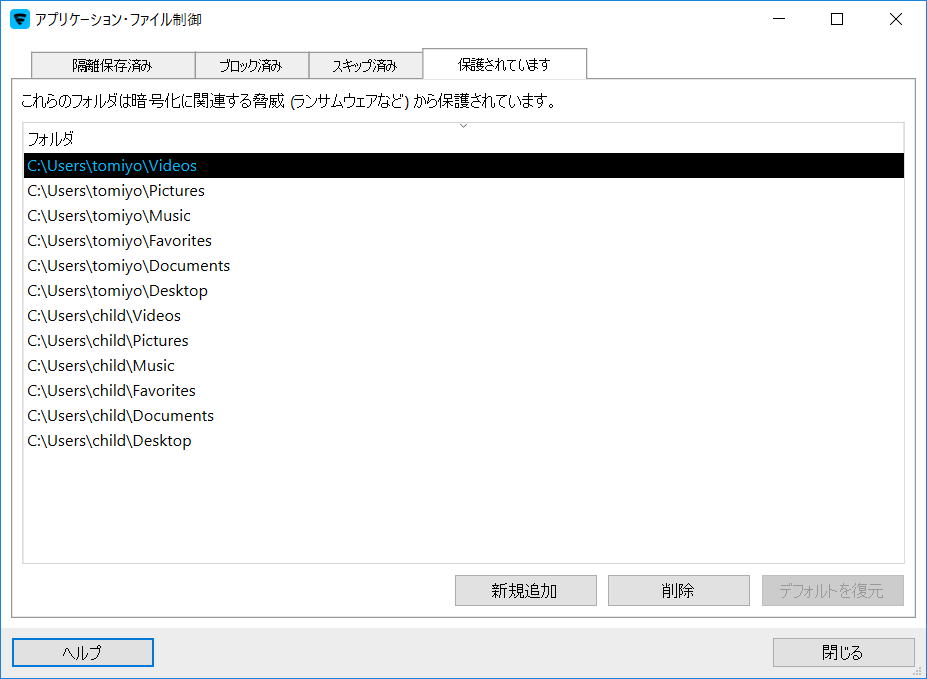 アプリケーション・ファイル制御
隔離保存済み
ブロック済み
スキップ済み
保護されています
これらのフォルダは暗号化に関連する脅威 (ランサムウェアなど) から保護されています。
フォルダ
C:\Users\tomiyo\Videos
C:\Users\tomiyo\Pictures
C:\Users\tomiyo\Music
C:\Users\tomiyo\Favorites
C:\Users\tomiyo\Documents
C:\Users\tomiyo\Desktop
C:\Users\child\Videos
C:\Users\child\Pictures
C:\Users\child\Music
C:\Users\child\Favorites
C:\Users\child\Documents
C:\Users\child\Desktop
新規追加
削除
デフォルトを復元
ヘルプ
閉じる